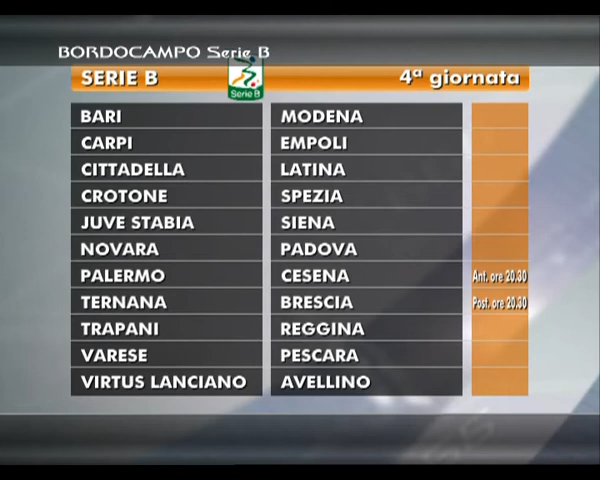 BORDOCAMPO Serie B
SERIE B Serie B 4ª giornata
BARI MODENA
CARPI EMPOLI
CITTADELLA LATINA
CROTONE SPEZIA
JUVE STABIA SIENA
NOVARA PADOVA
PALERMO CESENA Ant. ore 20.30
TERNANA BRESCIA Post. ore 20.30
TRAPANI REGGINA
VARESE PESCARA
VIRTUS LANCIANO AVELLINO